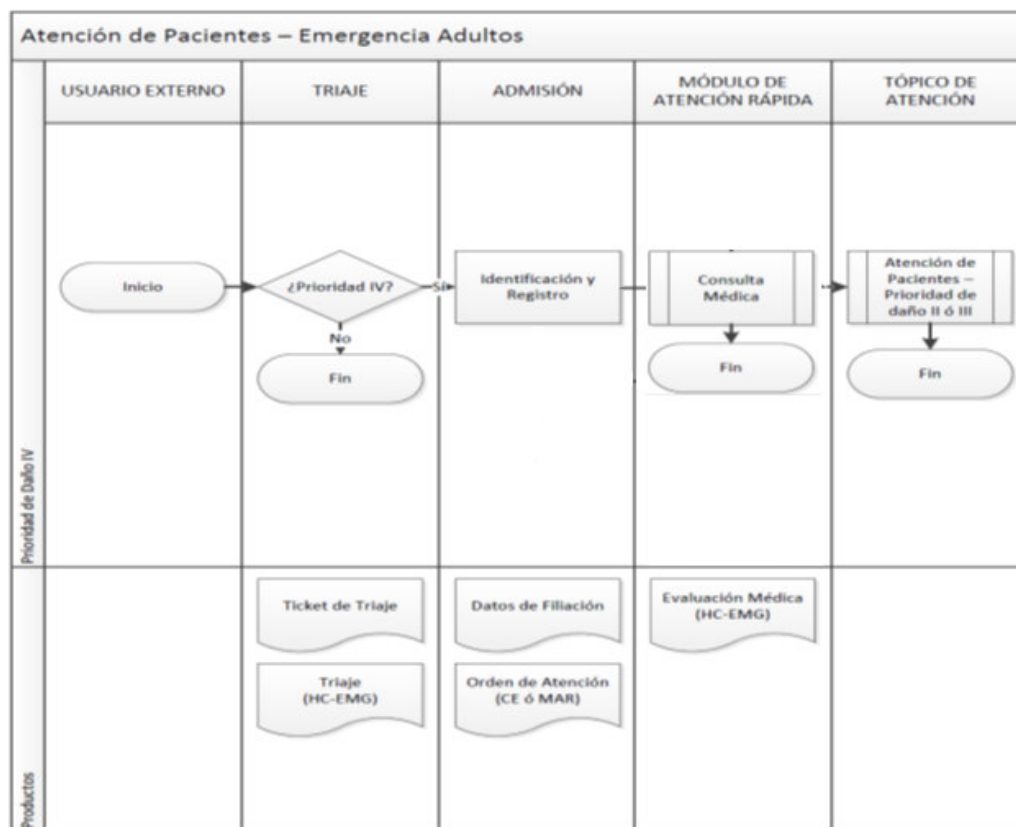 Atención de Pacientes – Emergencia Adultos
USUARIO EXTERNO
TRIAJE
ADMISIÓN
MÓDULO DE
ATENCIÓN RÁPIDA
TÓPICO DE
ATENCIÓN
Prioridad de Daño IV
Inicio
¿Prioridad IV?
Sí
No
Fin
Identificación y
Registro
Consulta
Médica
Fin
Atención de
Pacientes –
Prioridad de
daño II ó III
Fin
Productos
Ticket de Triaje
Triaje
(HC-EMG)
Datos de Filiación
Orden de Atención
(CE ó MAR)
Evaluación Médica
(HC-EMG)